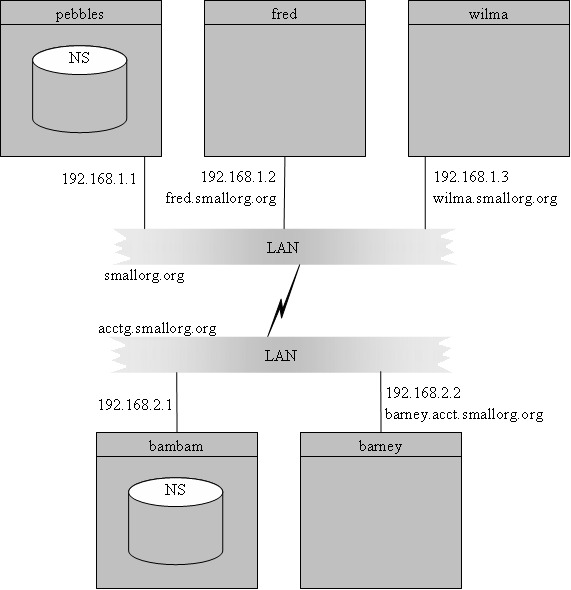 pebbles
fred
wilma
NS
192.168.1.1
192.168.1.2
fred.smallorg.org
192.168.1.3
wilma.smallorg.org
LAN
smallorg.org
acctg.smallorg.org
LAN
192.168.2.1
192.168.2.2
barney.acct.smallorg.org
bambam
barney
NS